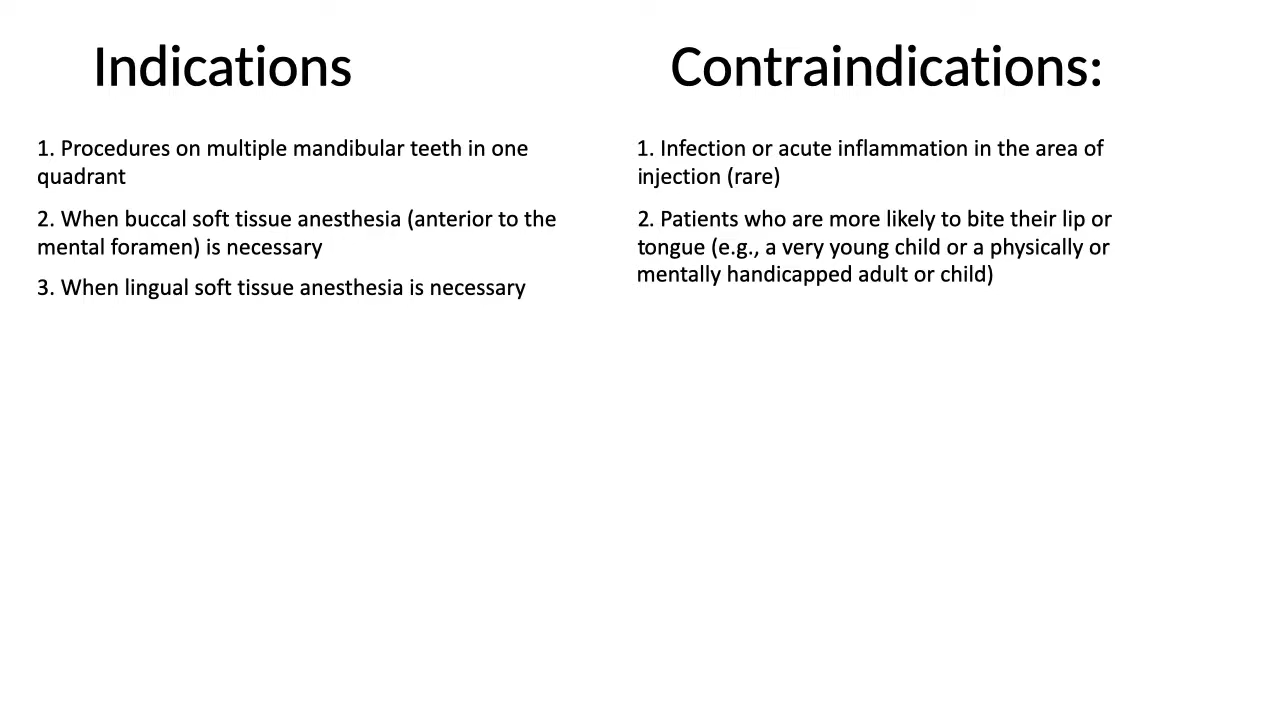 Indications
1. Procedures on multiple mandibular teeth in one
quadrant
2. When buccal soft tissue anesthesia (anterior to the
mental foramen) is necessary
3. When lingual soft tissue anesthesia is necessary
Contraindications:
1. Infection or acute inflammation in the area of
injection (rare)
2. Patients who are more likely to bite their lip or
tongue (e.g., a very young child or a physically or
mentally handicapped adult or child)